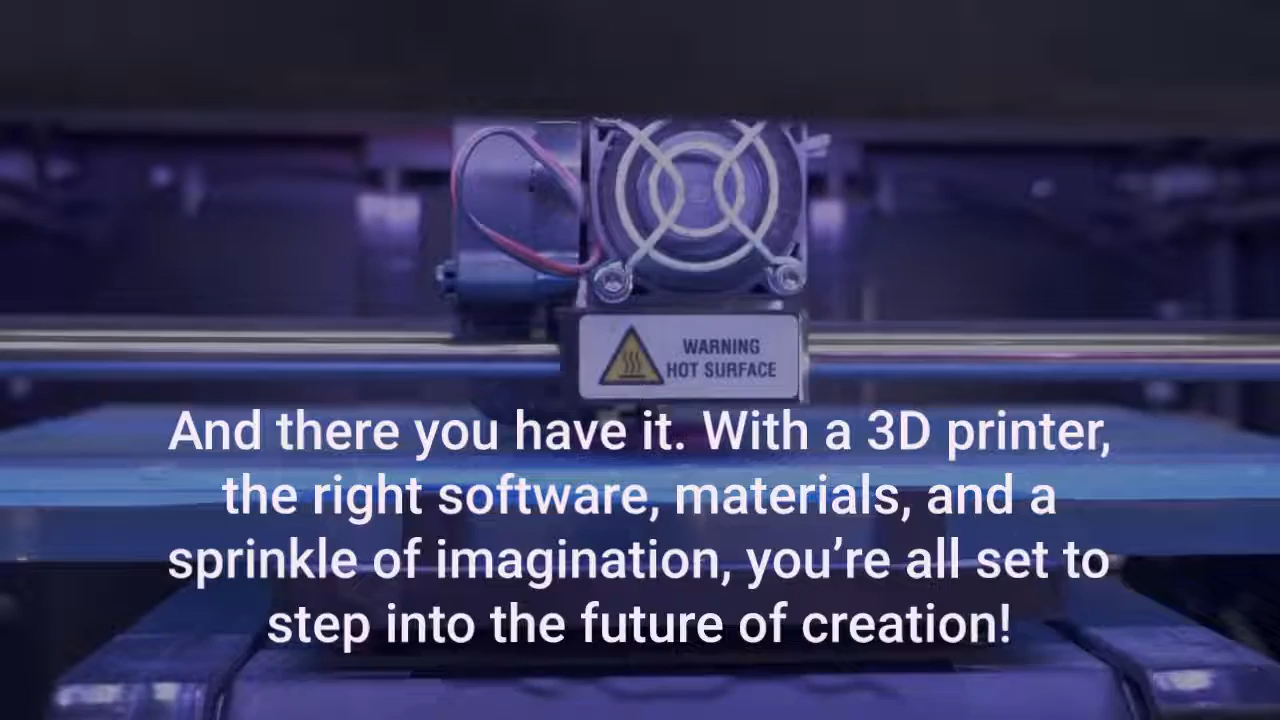 WARNING
HOT SURFACE
And there you have it. With a 3D printer,
the right software, materials, and a
sprinkle of imagination, you’re all set to
step into the future of creation!